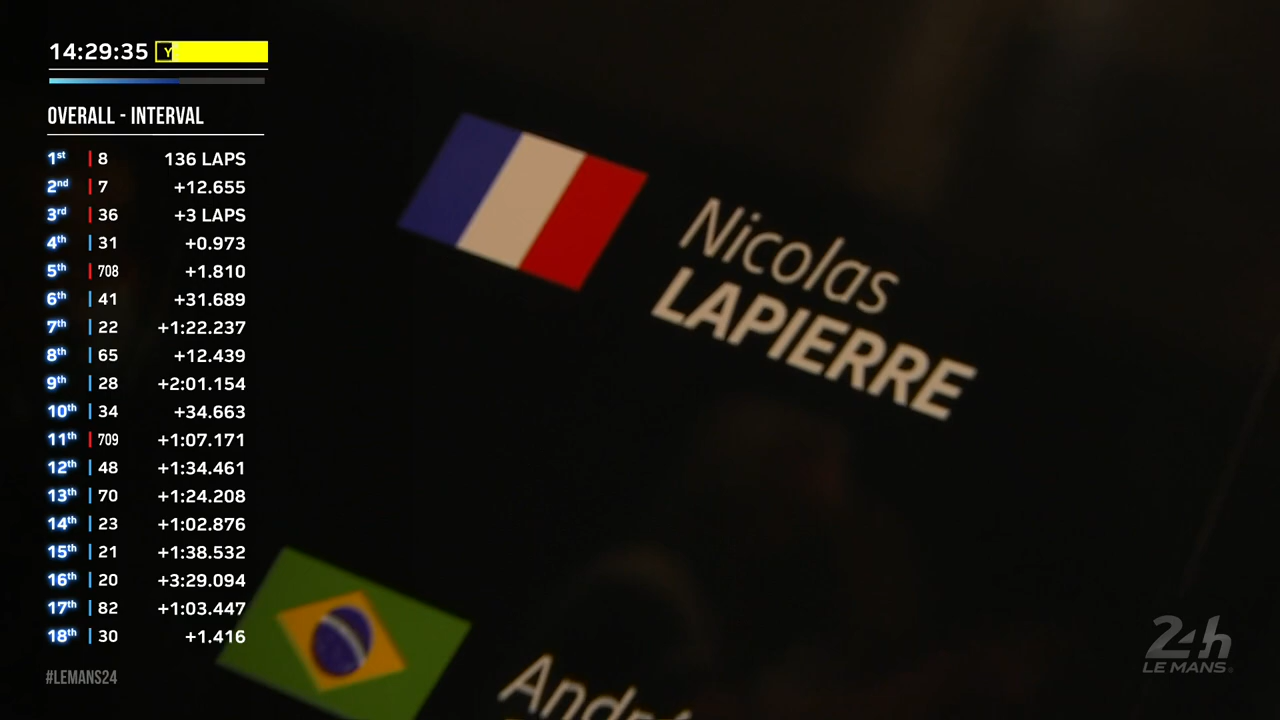 14:29:35 Y
OVERALL - INTERVAL
1st 8 136 LAPS
2nd 7 +12.655
3rd 36 +3 LAPS
4th 31 +0.973
5th 708 +1.810
6th 41 +31.689
7th 22 +1:22.237
8th 65 +12.439
9th 28 +2:01.154
10th 34 +34.663
11th 709 +1:07.171
12th 48 +1:34.461
13th 70 +1:24.208
14th 23 +1:02.876
15th 21 +1:38.532
16th 20 +3:29.094
17th 82 +1:03.447
18th 30 +1.416
#LEMANS24
Nicolas
LAPIERRE
André
24h
LE MANS